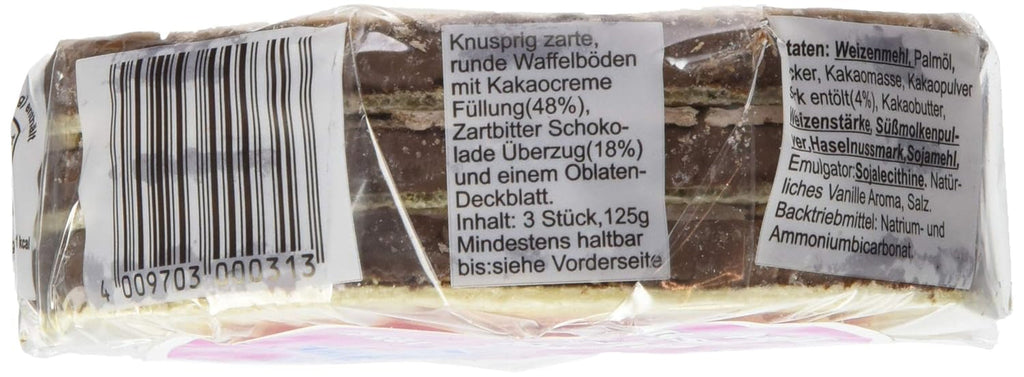 4 009703 000313
Knusprig zarte,
runde Waffelböden
mit Kakaocreme
Füllung(48%),
Zartbitter Schoko-
lade Überzug(18%)
und einem Oblaten-
Deckblatt.
Inhalt: 3 Stück,125g
Mindestens haltbar
bis:siehe Vorderseite
taten: Weizenmehl, Palmöl,
cker, Kakaomasse, Kakaopulver
entölt(4%), Kakaobutter,
Weizenstärke, Süßmolkenpul-
ver,Haselnussmark,Sojamehl,
Emulgator:Sojalecithine, Natür-
liches Vanille Aroma, Salz.
Backtriebmittel: Natrium- und
Ammoniumbicarbonat.
kcal